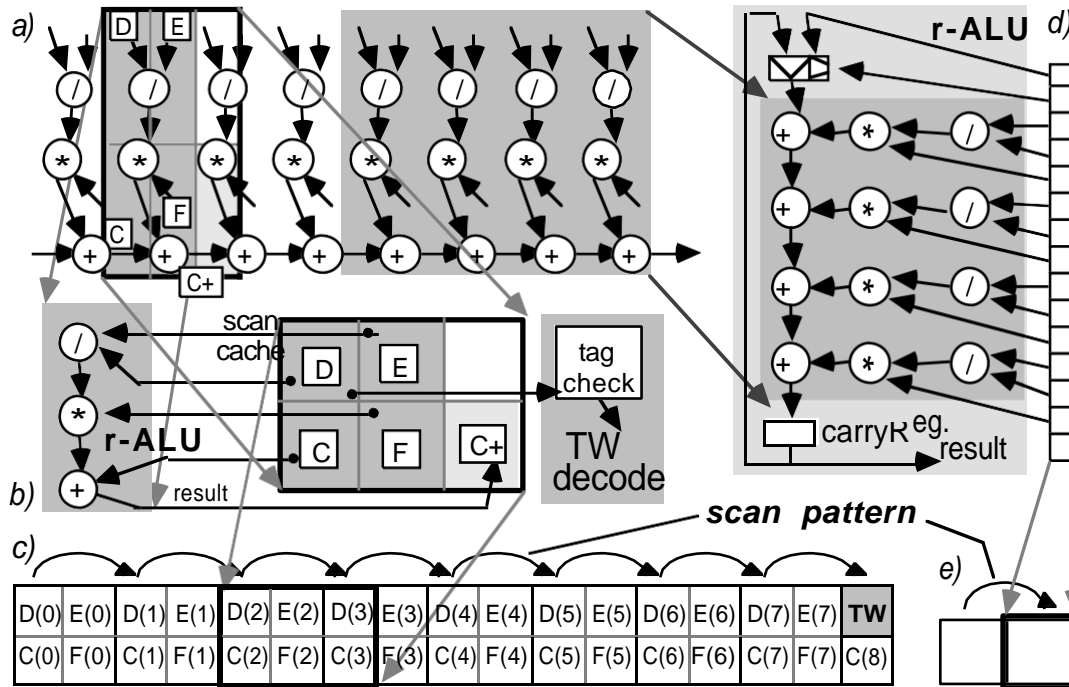 a)
D E
/ / / / / / / /
* * * * * * * *
F
C
+ + + + + + + +
C+
r-ALU
d)
+ * /
+ * /
+ * /
+ * /
carryReg.
result
b)
/
*
+
r-ALU
result
scan
cache
D E
C F C+
tag
check
TW
decode
scan pattern
c)
D(0) E(0) D(1) E(1) D(2) E(2) D(3) E(3) D(4) E(4) D(5) E(5) D(6) E(6) D(7) E(7) TW
C(0) F(0) C(1) F(1) C(2) F(2) C(3) F(3) C(4) F(4) C(5) F(5) C(6) F(6) C(7) F(7) C(8)
e)